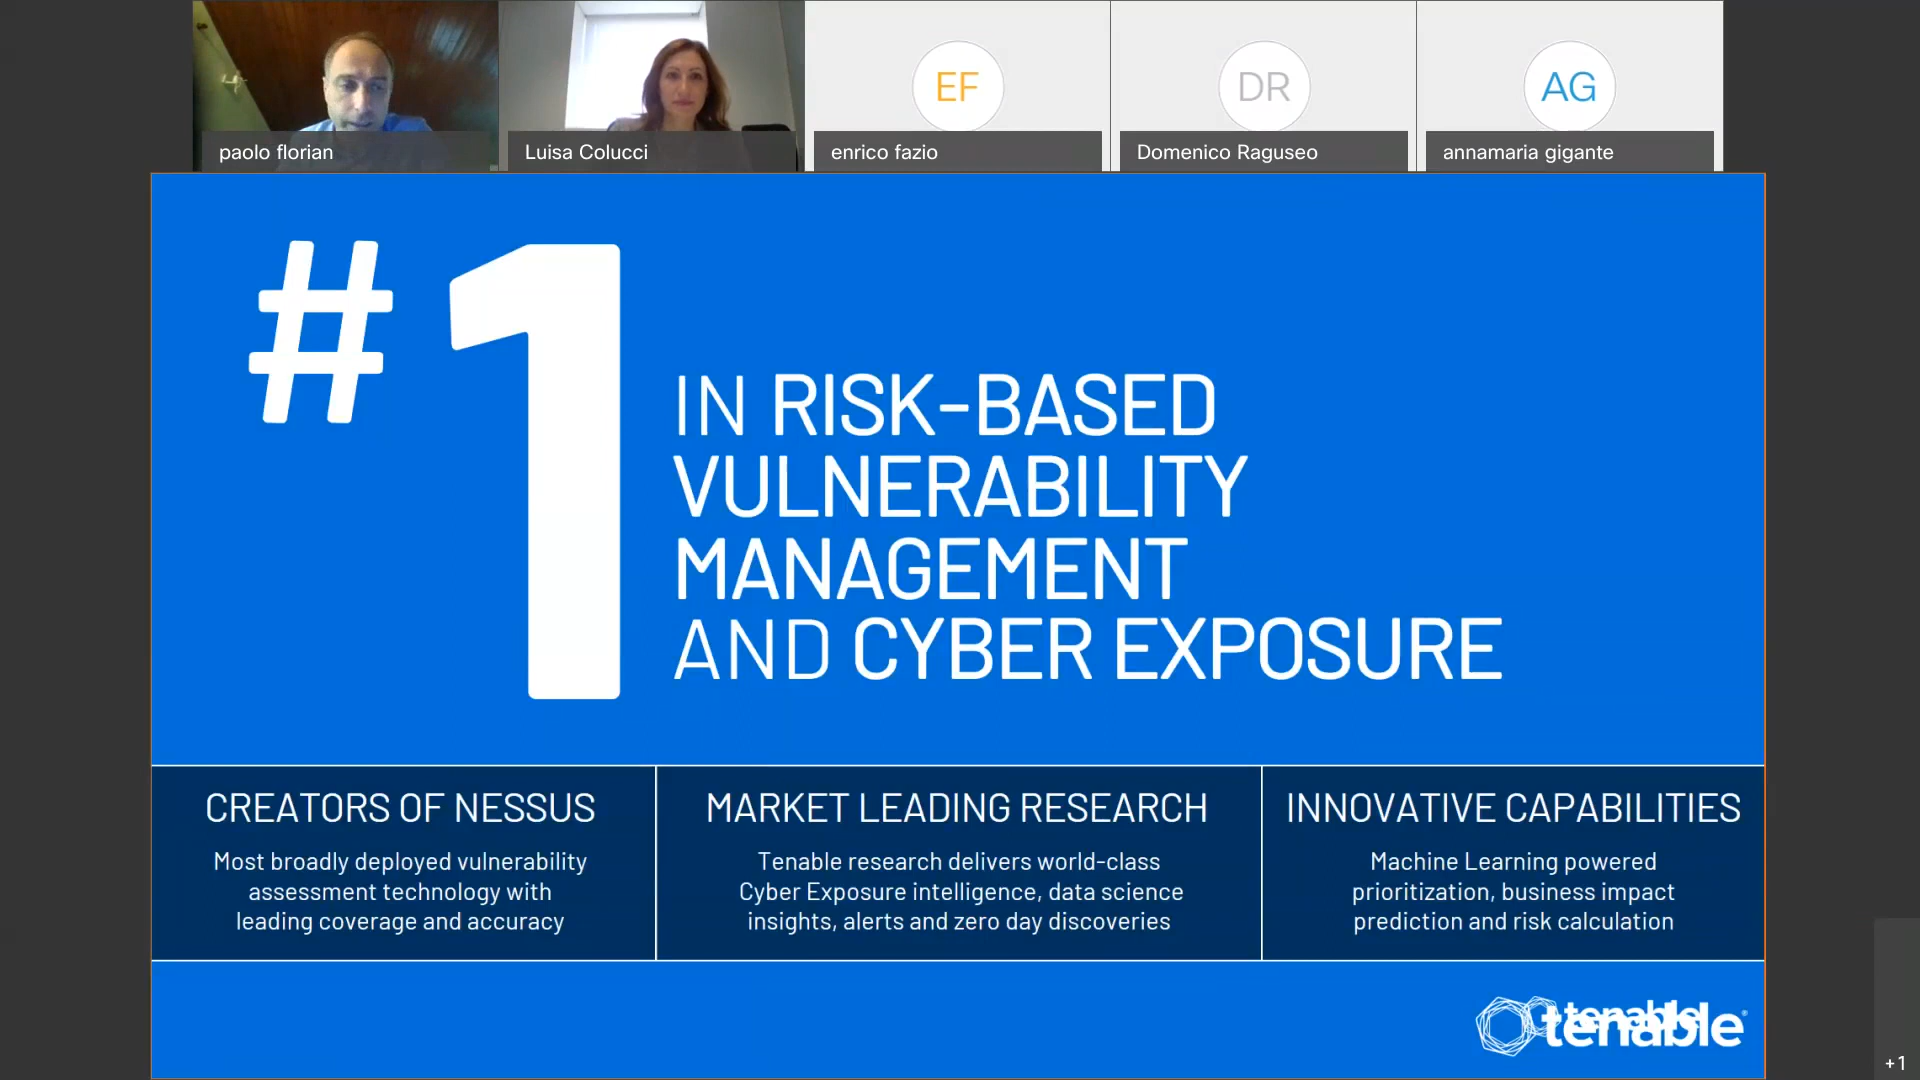 EF
DR
AG
paolo florian
Luisa Colucci
enrico fazio
Domenico Raguseo
annamaria gigante
#1
IN RISK-BASED
VULNERABILITY
MANAGEMENT
AND CYBER EXPOSURE
CREATORS OF NESSUS
Most broadly deployed vulnerability
assessment technology with
leading coverage and accuracy
MARKET LEADING RESEARCH
Tenable research delivers world-class
Cyber Exposure intelligence, data science
insights, alerts and zero day discoveries
INNOVATIVE CAPABILITIES
Machine Learning powered
prioritization, business impact
prediction and risk calculation
tenable
tenable®
+1